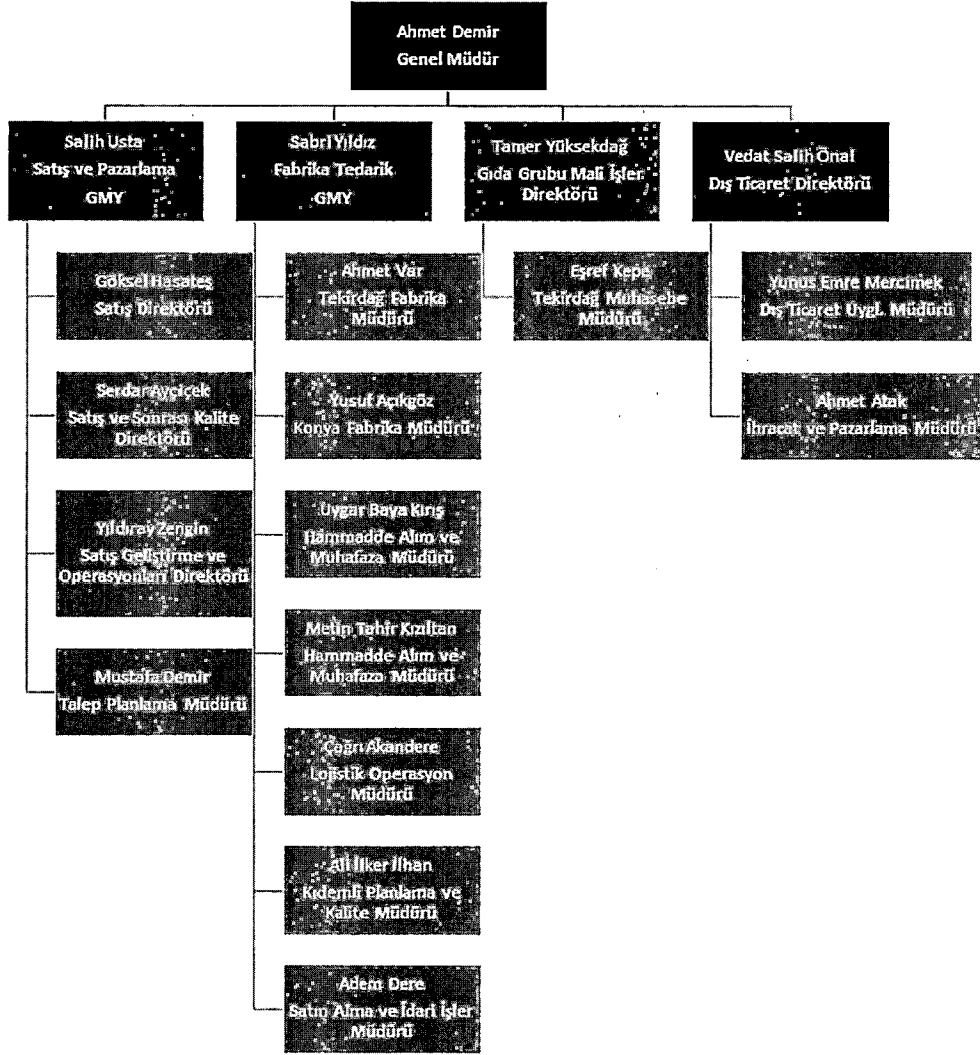 Ahmet Demir
Genel Müdür
Salih Usta
Satış ve Pazarlama
GMY
Sabri Yıldız
Fabrika Tedarik
GMY
Tamer Yüksekdağ
Gıda Grubu Mali İşler
Direktörü
Vedat Salih Önal
Dış Ticaret Direktörü
Göksel Hasateş
Satış Direktörü
Serdar Ayçiçek
Satış ve Sonrası Kalite
Direktörü
Yıldıray Zengin
Satış Geliştirme ve
Operasyonları Direktörü
Mustafa Demir
Talep Planlama Müdürü
Ahmet Var
Tekirdağ Fabrika
Müdürü
Yusuf Açıkgöz
Konya Fabrika Müdürü
Uygar Baya Kırış
Hammadde Alım ve
Muhafaza Müdürü
Metin Tahir Kızıltan
Hammadde Alım ve
Muhafaza Müdürü
Çağrı Akandere
Lojistik Operasyon
Müdürü
Ali İlker İlhan
Kıdemli Planlama ve
Kalite Müdürü
Adem Dere
Satın Alma ve İdari İşler
Müdürü
Eşref Kepe
Tekirdağ Muhasebe
Müdürü
Yunus Emre Mercimek
Dış Ticaret Uygl. Müdürü
Ahmet Atak
İhracat ve Pazarlama Müdürü